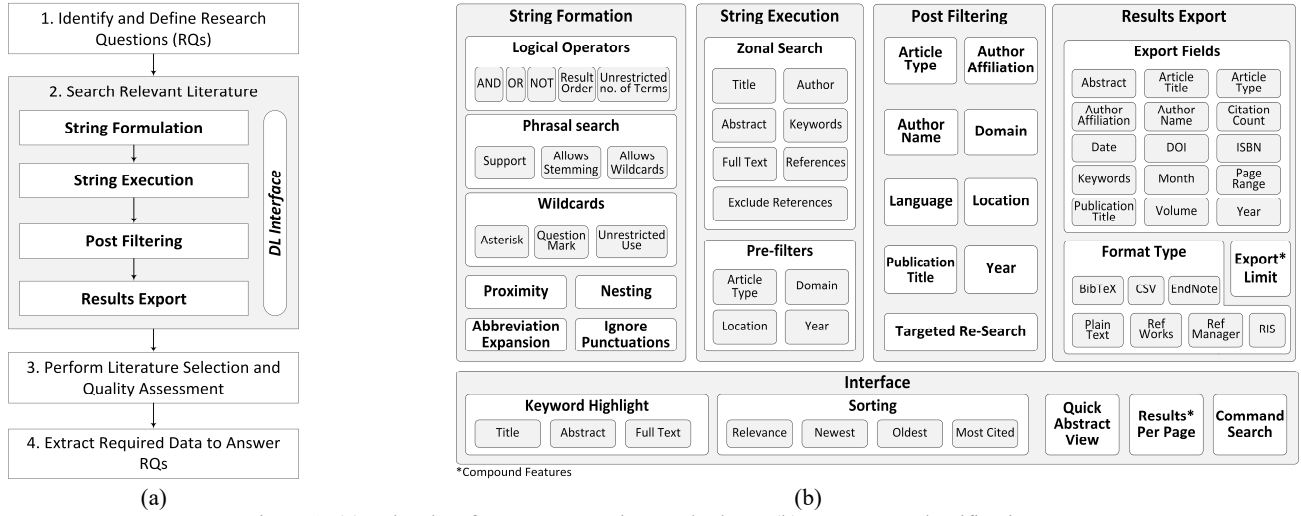 1. Identify and Define Research
Questions (RQs)
2. Search Relevant Literature
String Formulation
String Execution
Post Filtering
Results Export
DL Interface
3. Perform Literature Selection and
Quality Assessment
4. Extract Required Data to Answer
RQs
(a)
String Formation
Logical Operators
AND
OR
NOT
Result
Order
Unrestricted
no. of Terms
Phrasal search
Support
Allows
Stemming
Allows
Wildcards
Wildcards
Asterisk
Question
Mark
Unrestricted
Use
Proximity
Nesting
Abbreviation
Expansion
Ignore
Punctuations
String Execution
Zonal Search
Title
Author
Abstract
Keywords
Full Text
References
Exclude References
Pre-filters
Article
Type
Domain
Location
Year
Post Filtering
Article
Type
Author
Affiliation
Author
Name
Domain
Language
Location
Publication
Title
Year
Targeted Re-Search
Results Export
Export Fields
Abstract
Article
Title
Article
Type
Author
Affiliation
Author
Name
Citation
Count
Date
DOI
ISBN
Keywords
Month
Page
Range
Publication
Title
Volume
Year
Format Type
BibTeX
CSV
EndNote
Plain
Text
Ref
Works
Ref
Manager
RIS
Export*
Limit
Interface
Keyword Highlight
Title
Abstract
Full Text
Sorting
Relevance
Newest
Oldest
Most Cited
Quick
Abstract
View
Results*
Per Page
Command
Search
*Compound Features
(b)